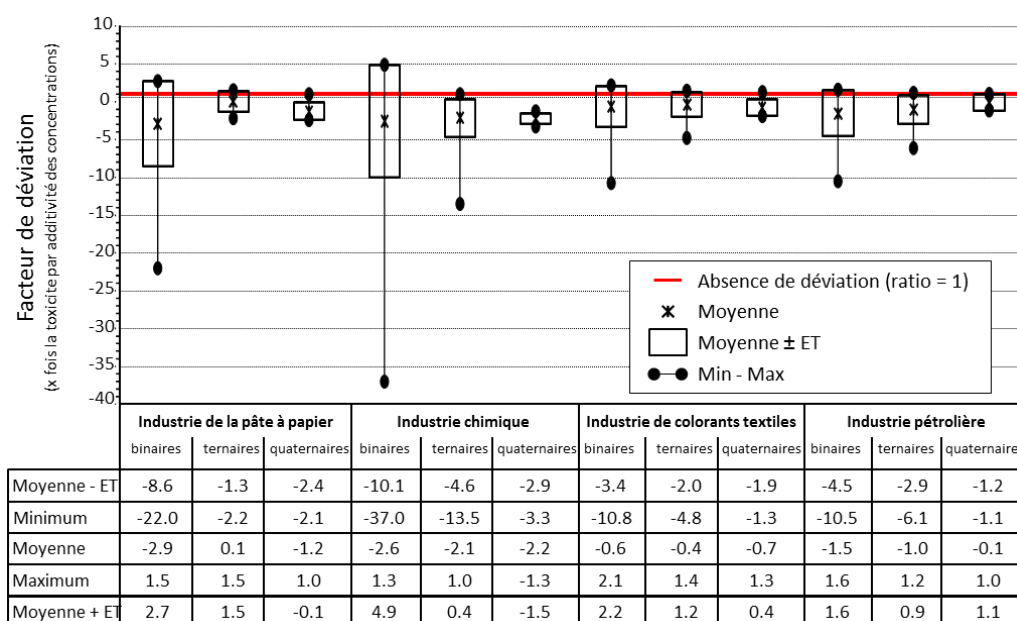 10
5
0
-5
-10
-15
-20
-25
-30
-35
-40
Facteur de déviation
(x fois la toxicite par additivité des concentrations)
Absence de déviation (ratio = 1)
Moyenne
Moyenne ± ET
Min - Max
Industrie de la pâte à papier Industrie chimique Industrie de colorants textiles Industrie pétrolière
binaires ternaires quaternaires binaires ternaires quaternaires binaires ternaires quaternaires binaires ternaires quaternaire
Moyenne - ET -8.6 -1.3 -2.4 -10.1 -4.6 -2.9 -3.4 -2.0 -1.9 -4.5 -2.9 -1.2
Minimum -22.0 -2.2 -2.1 -37.0 -13.5 -3.3 -10.8 -4.8 -1.3 -10.5 -6.1 -1.1
Moyenne -2.9 0.1 -1.2 -2.6 -2.1 -2.2 -0.6 -0.4 -0.7 -1.5 -1.0 -0.1
Maximum 1.5 1.5 1.0 1.3 1.0 -1.3 2.1 1.4 1.3 1.6 1.2 1.0
Moyenne + ET 2.7 1.5 -0.1 4.9 0.4 -1.5 2.2 1.2 0.4 1.6 0.9 1.1